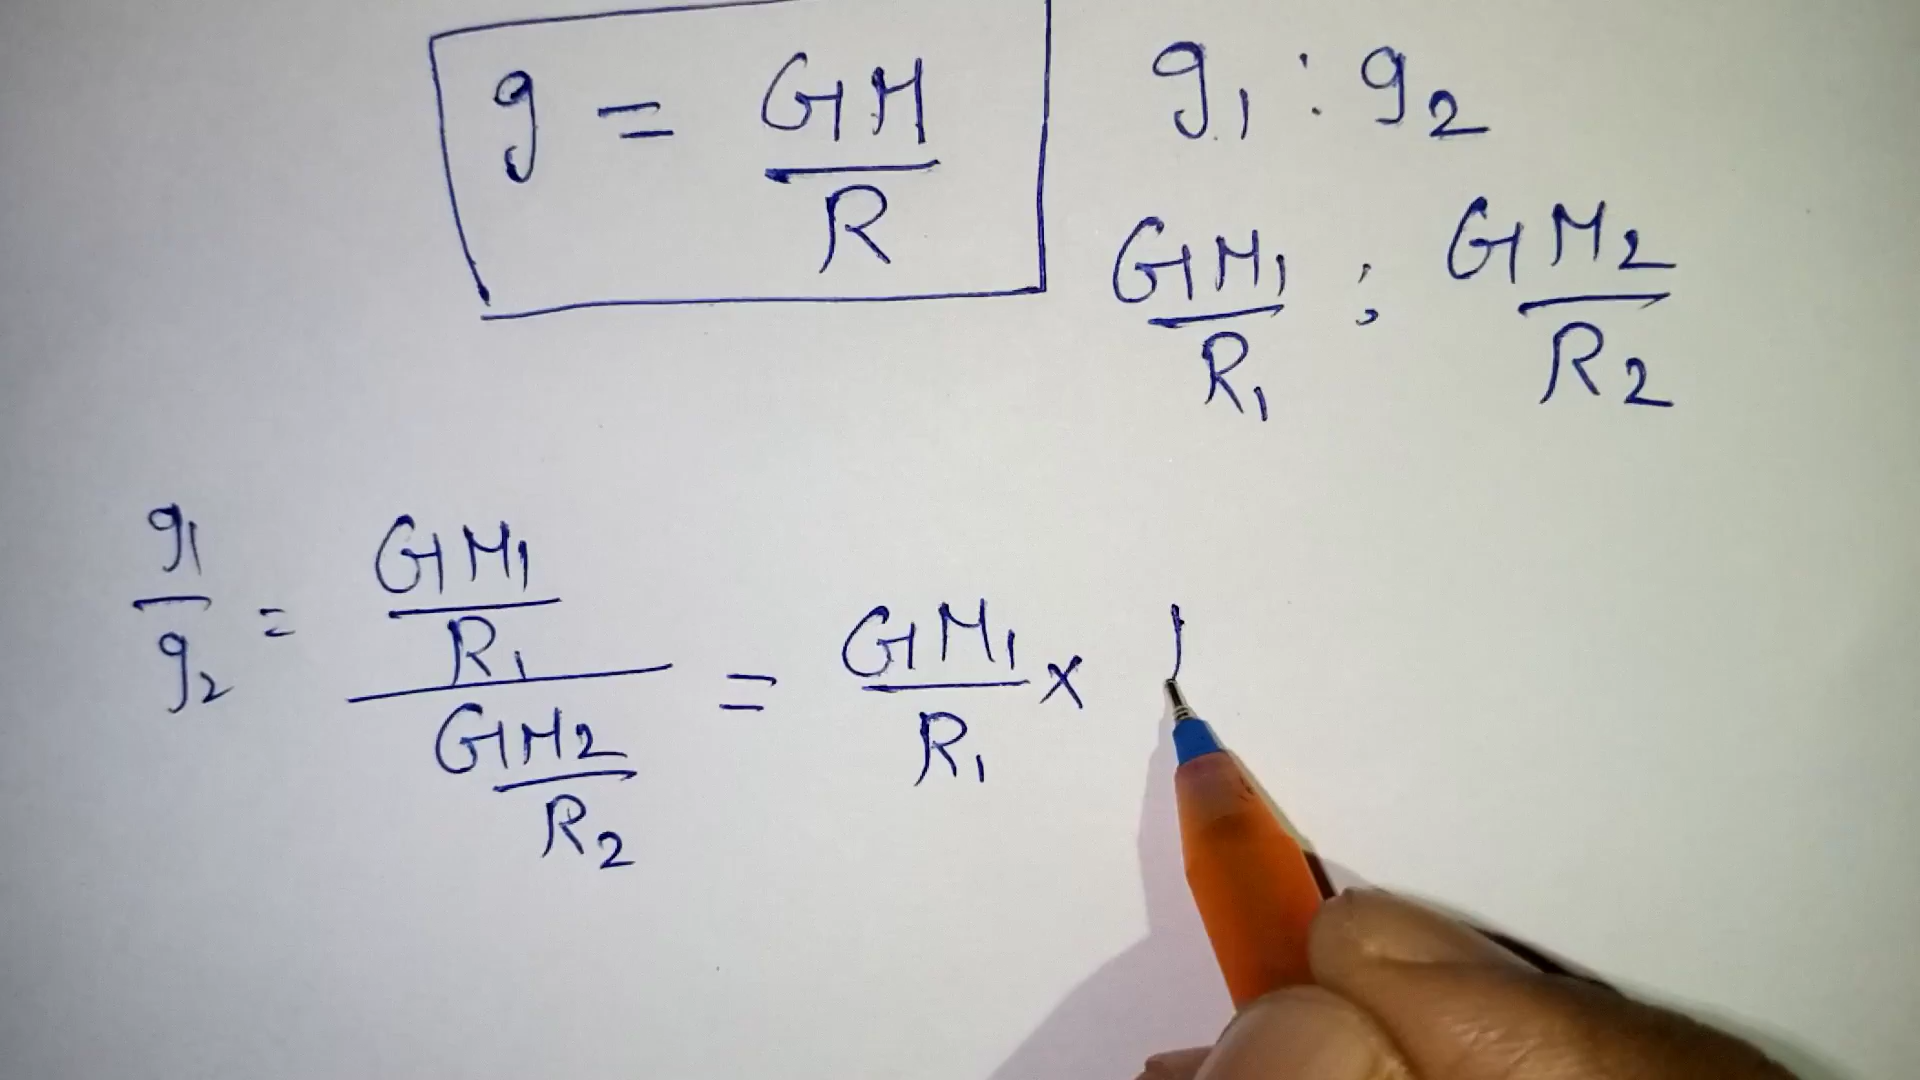 g = GM/R
g1 : g2
GM1/R1 : GM2/R2
g1/g2 = (GM1/R1)/(GM2/R2) = GM1/R1 ×